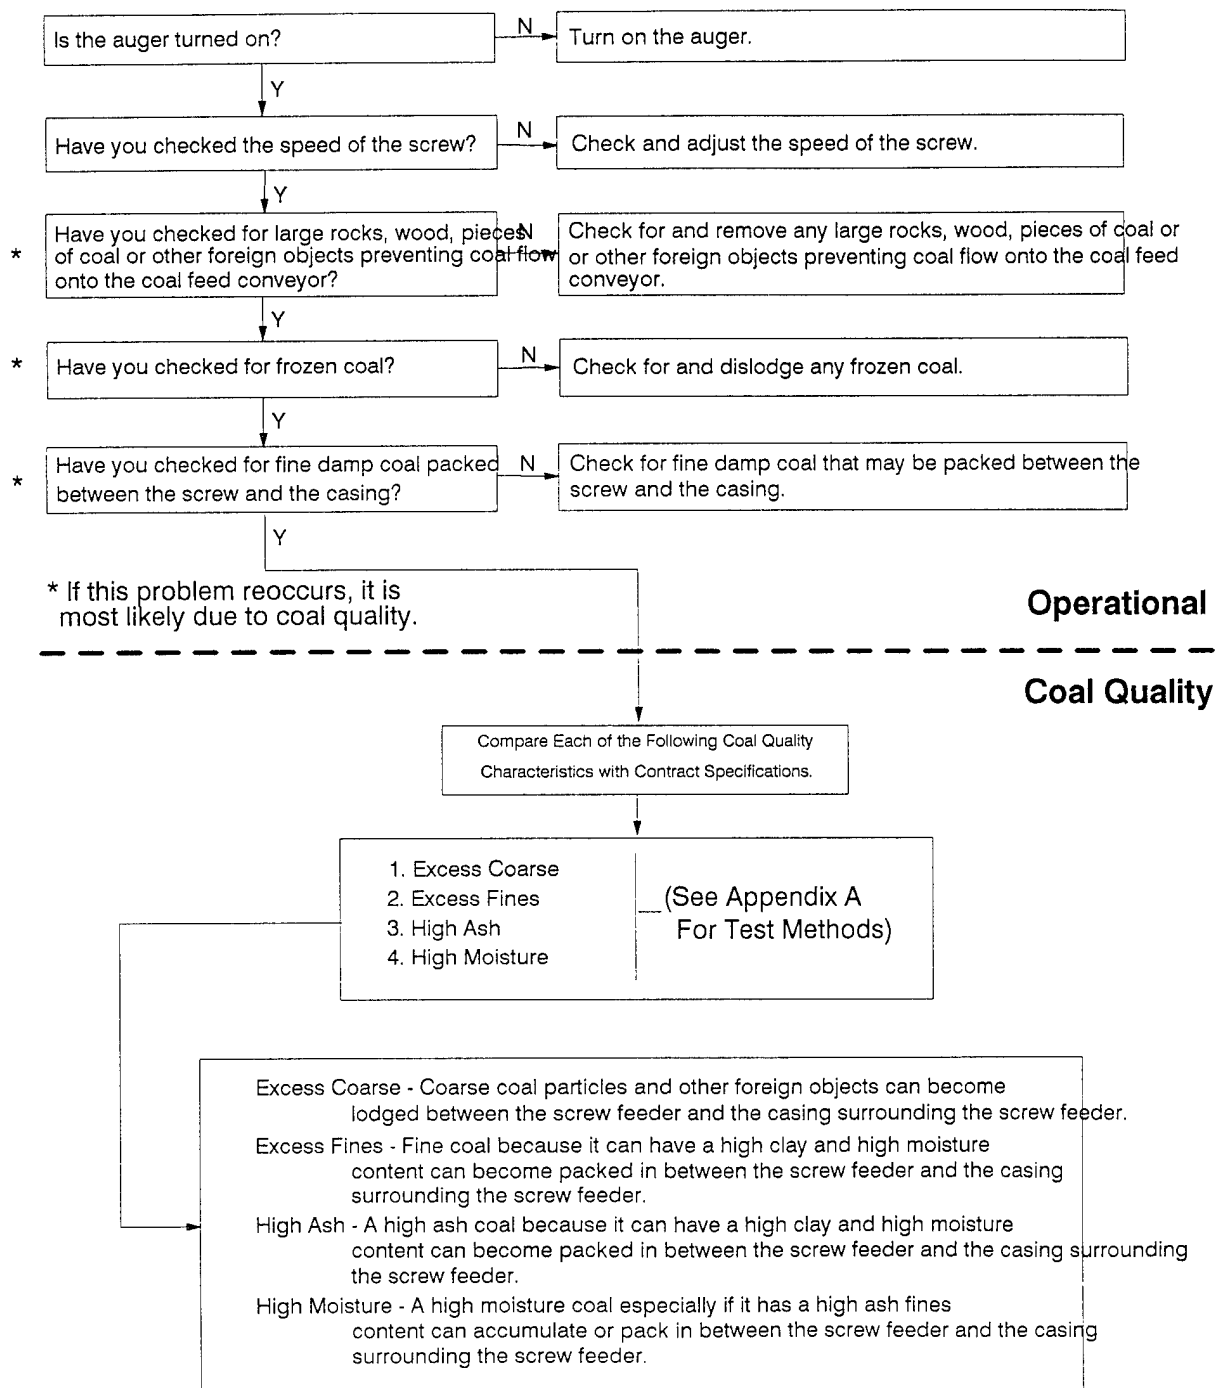 Is the auger turned on?
N
Turn on the auger.
Y
Have you checked the speed of the screw?
N
Check and adjust the speed of the screw.
Y
*
Have you checked for large rocks, wood, pieces
of coal or other foreign objects preventing coal flow
onto the coal feed conveyor?
N
Check for and remove any large rocks, wood, pieces of coal or
or other foreign objects preventing coal flow onto the coal feed
conveyor.
Y
*
Have you checked for frozen coal?
N
Check for and dislodge any frozen coal.
Y
*
Have you checked for fine damp coal packed
between the screw and the casing?
N
Check for fine damp coal that may be packed between the
screw and the casing.
Y
* If this problem reoccurs, it is
most likely due to coal quality.
Operational
Coal Quality
Compare Each of the Following Coal Quality
Characteristics with Contract Specifications.
1. Excess Coarse
2. Excess Fines
3. High Ash
4. High Moisture
(See Appendix A
For Test Methods)
Excess Coarse - Coarse coal particles and other foreign objects can become
lodged between the screw feeder and the casing surrounding the screw feeder.
Excess Fines - Fine coal because it can have a high clay and high moisture
content can become packed in between the screw feeder and the casing
surrounding the screw feeder.
High Ash - A high ash coal because it can have a high clay and high moisture
content can become packed in between the screw feeder and the casing surrounding
the screw feeder.
High Moisture - A high moisture coal especially if it has a high ash fines
content can accumulate or pack in between the screw feeder and the casing
surrounding the screw feeder.